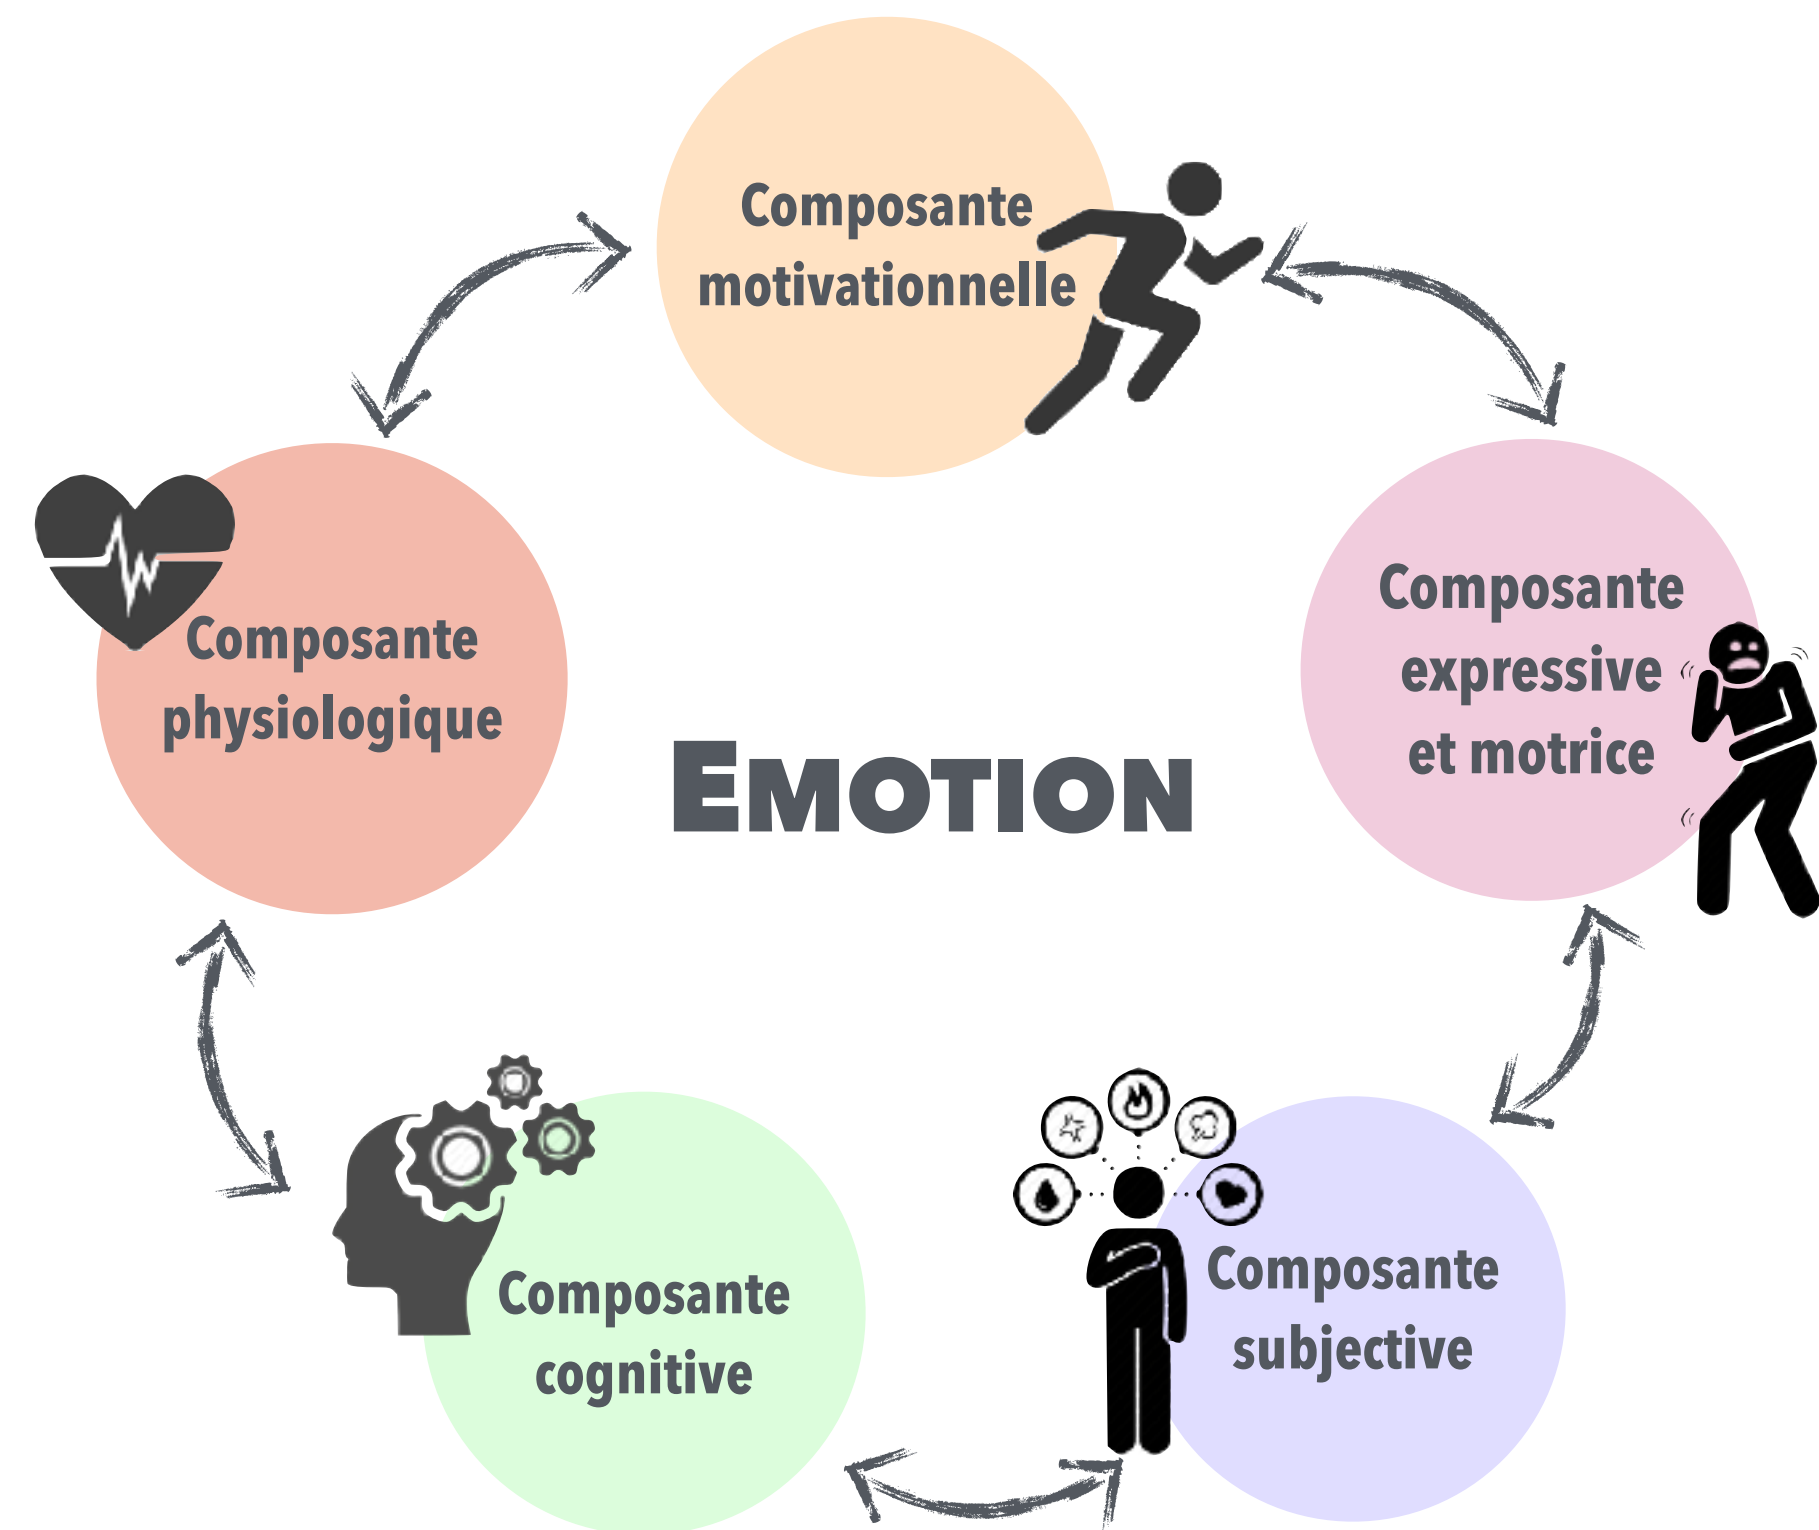 Composante
motivationnelle
Composante
expressive
et motrice
Composante
physiologique
EMOTION
Composante
subjective
Composante
cognitive